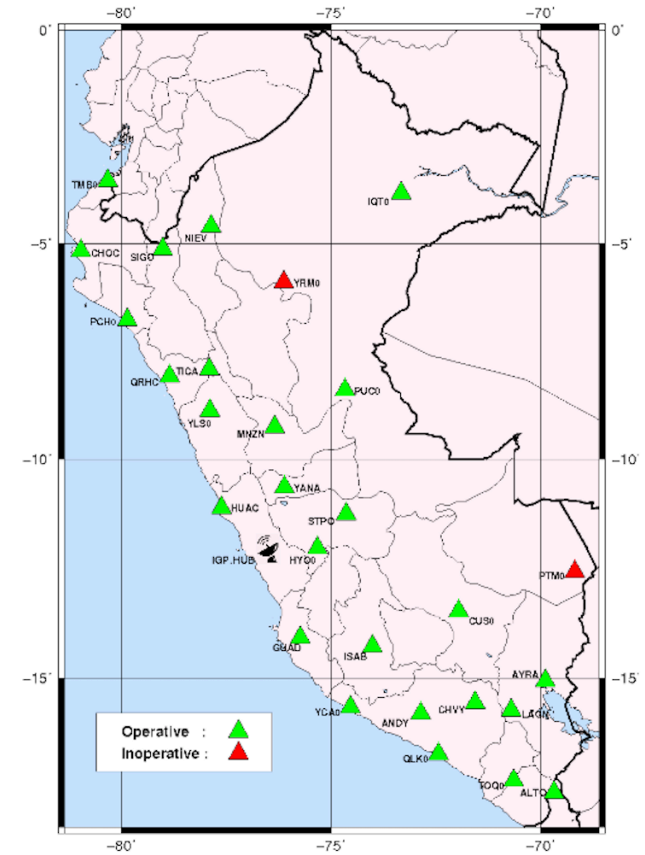 −80˚ −75˚ −70˚
0˚ 0˚
TMB0
IQT0
NIEV
−5˚ −5˚
CHOC
SIGO
YRM0
PCH0
TICA
QRHC
PUC0
YLS0
MNZN
−10˚ −10˚
YANA
HUAC
STPO
IGP.HUB
HYO0
PTM0
CUS0
GUAD
ISAB
AYRA
−15˚ −15˚
YCA0
CHVY
LAGN
ANDY
Operative :
Inoperative :
QLK0
TOQ0
ALTO
−80˚ −75˚ −70˚